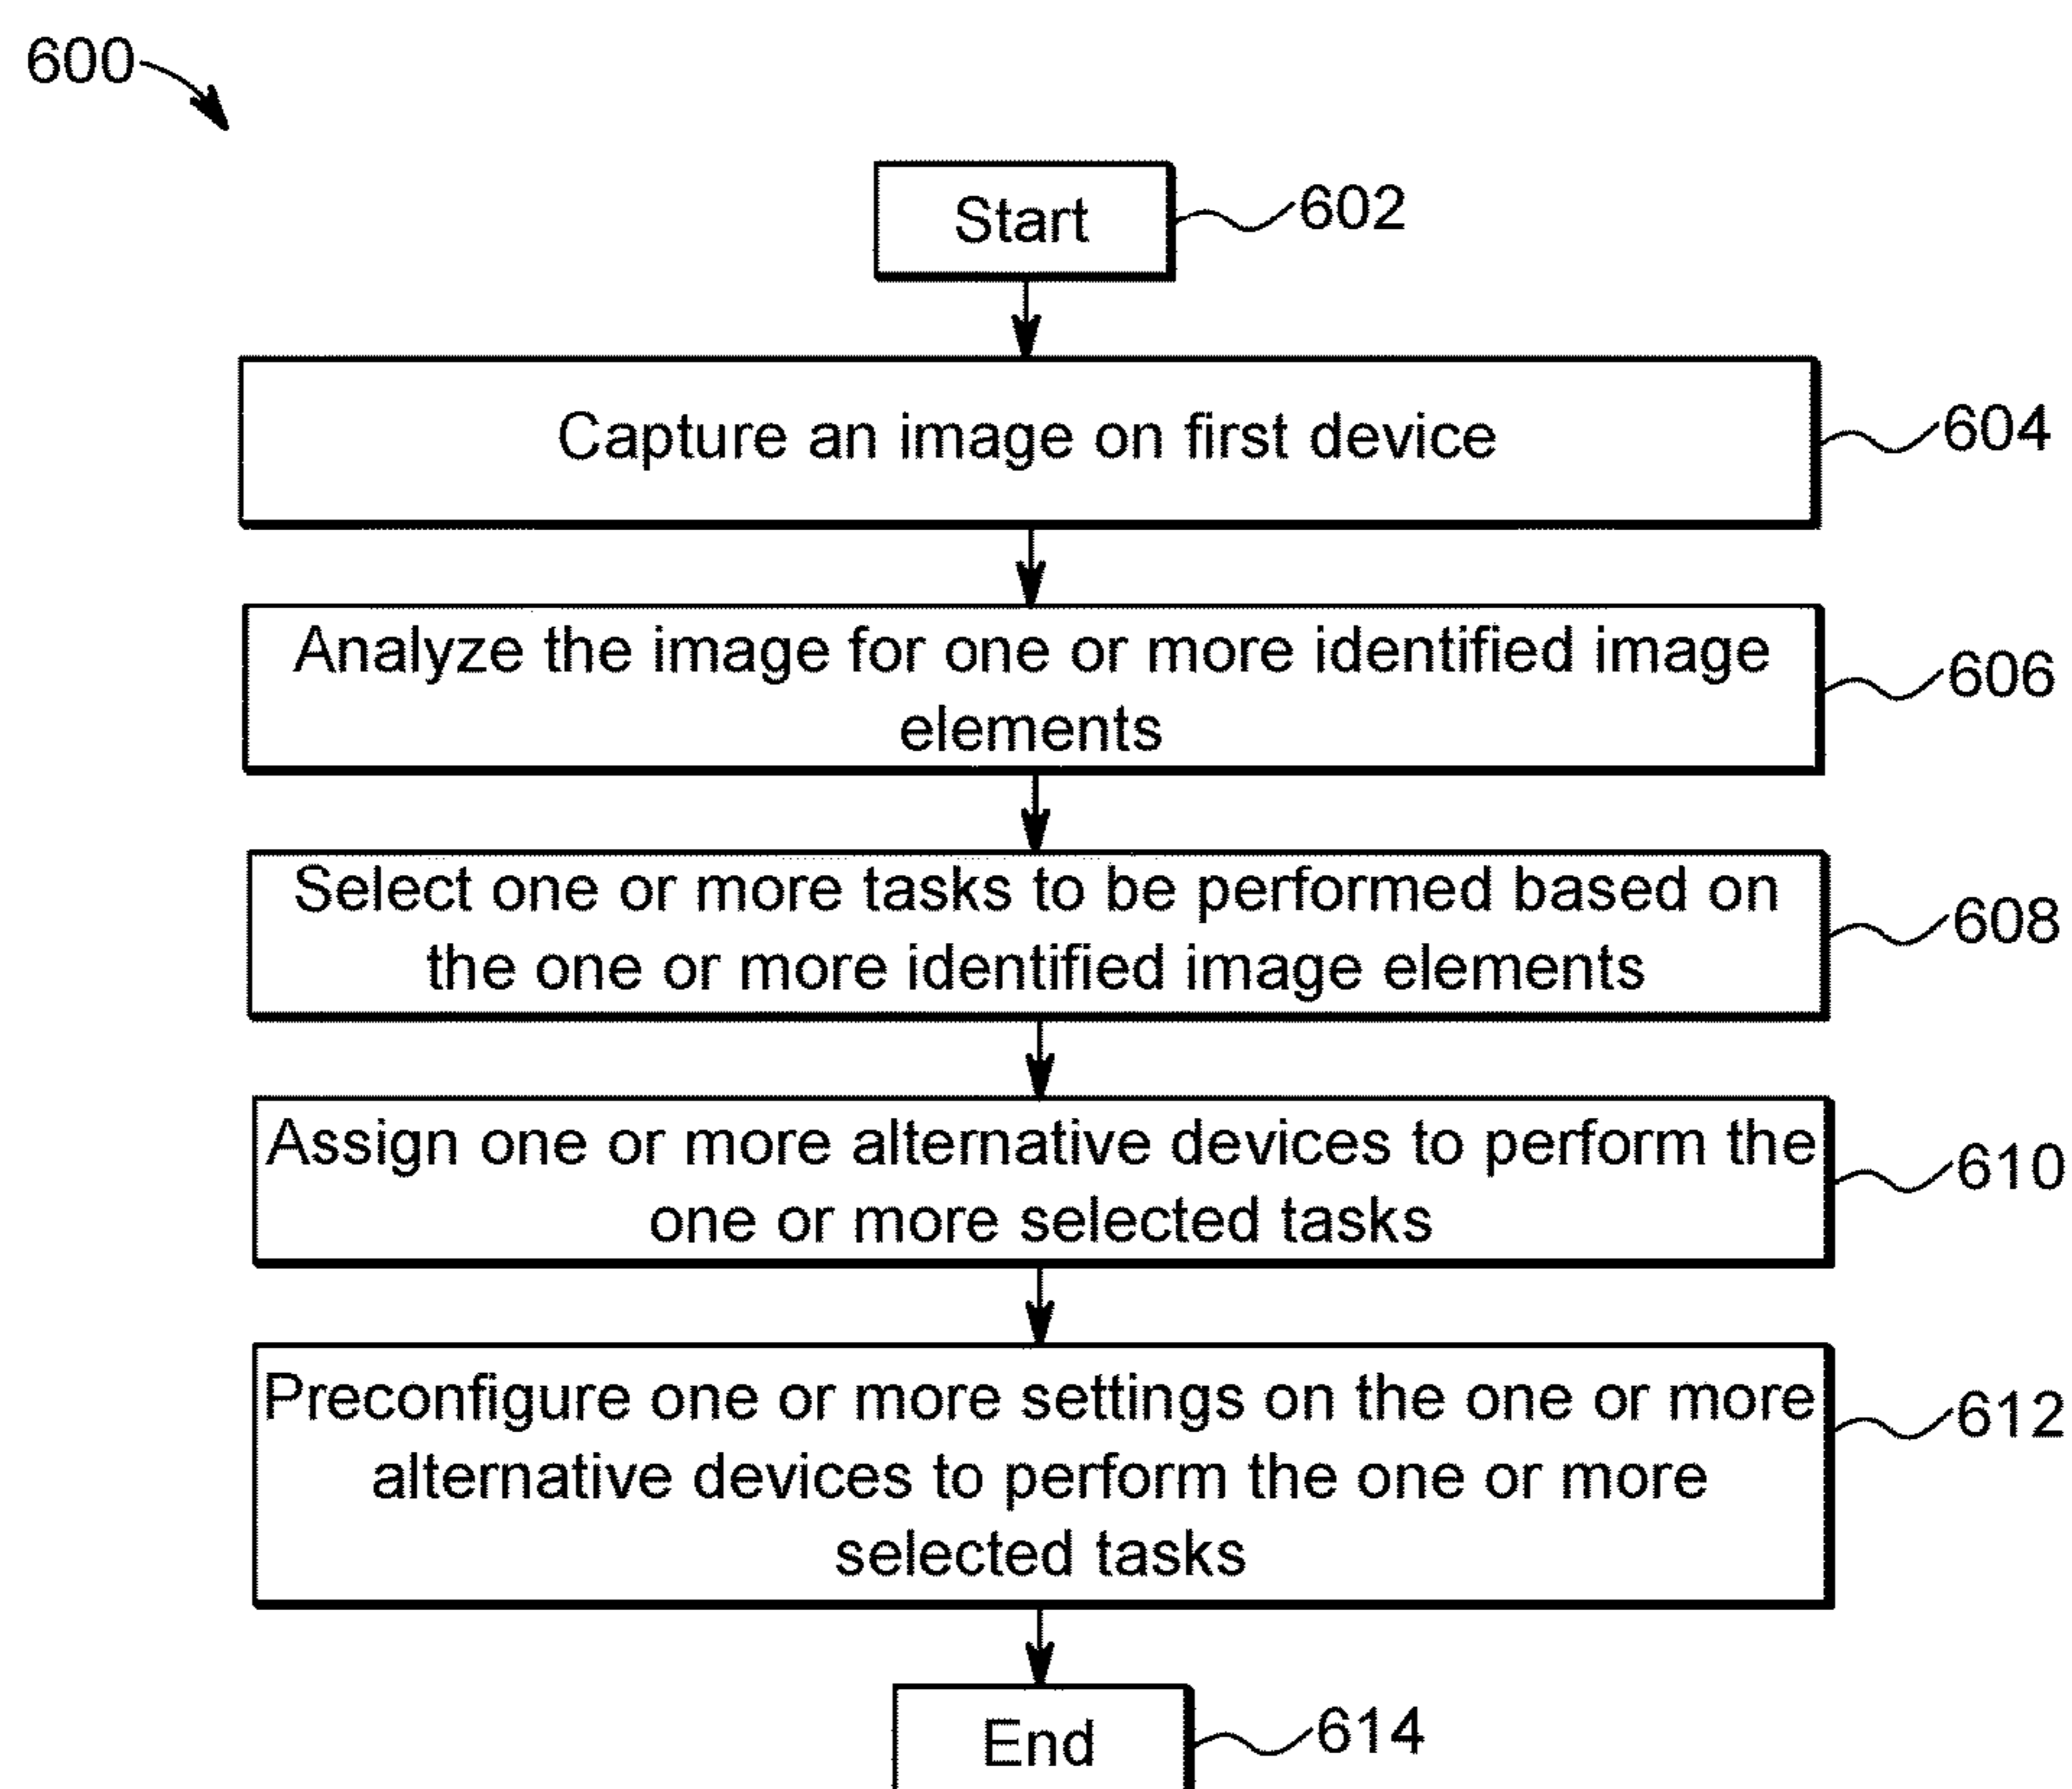 600
Start
602
Capture an image on first device
604
Analyze the image for one or more identified image
elements
606
Select one or more tasks to be performed based on
the one or more identified image elements
608
Assign one or more alternative devices to perform the
one or more selected tasks
610
Preconfigure one or more settings on the one or more
alternative devices to perform the one or more
selected tasks
612
End
614